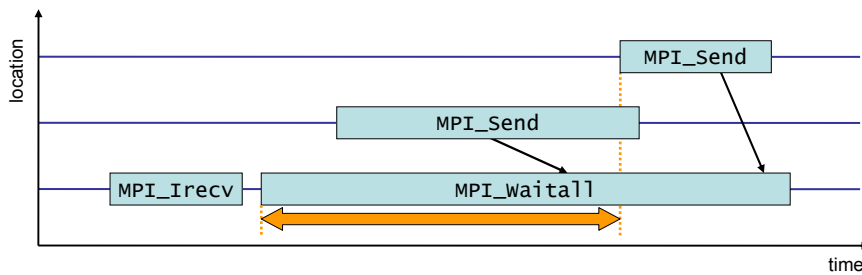 location
MPI_Send
MPI_Send
MPI_Irecv
MPI_Waitall
time